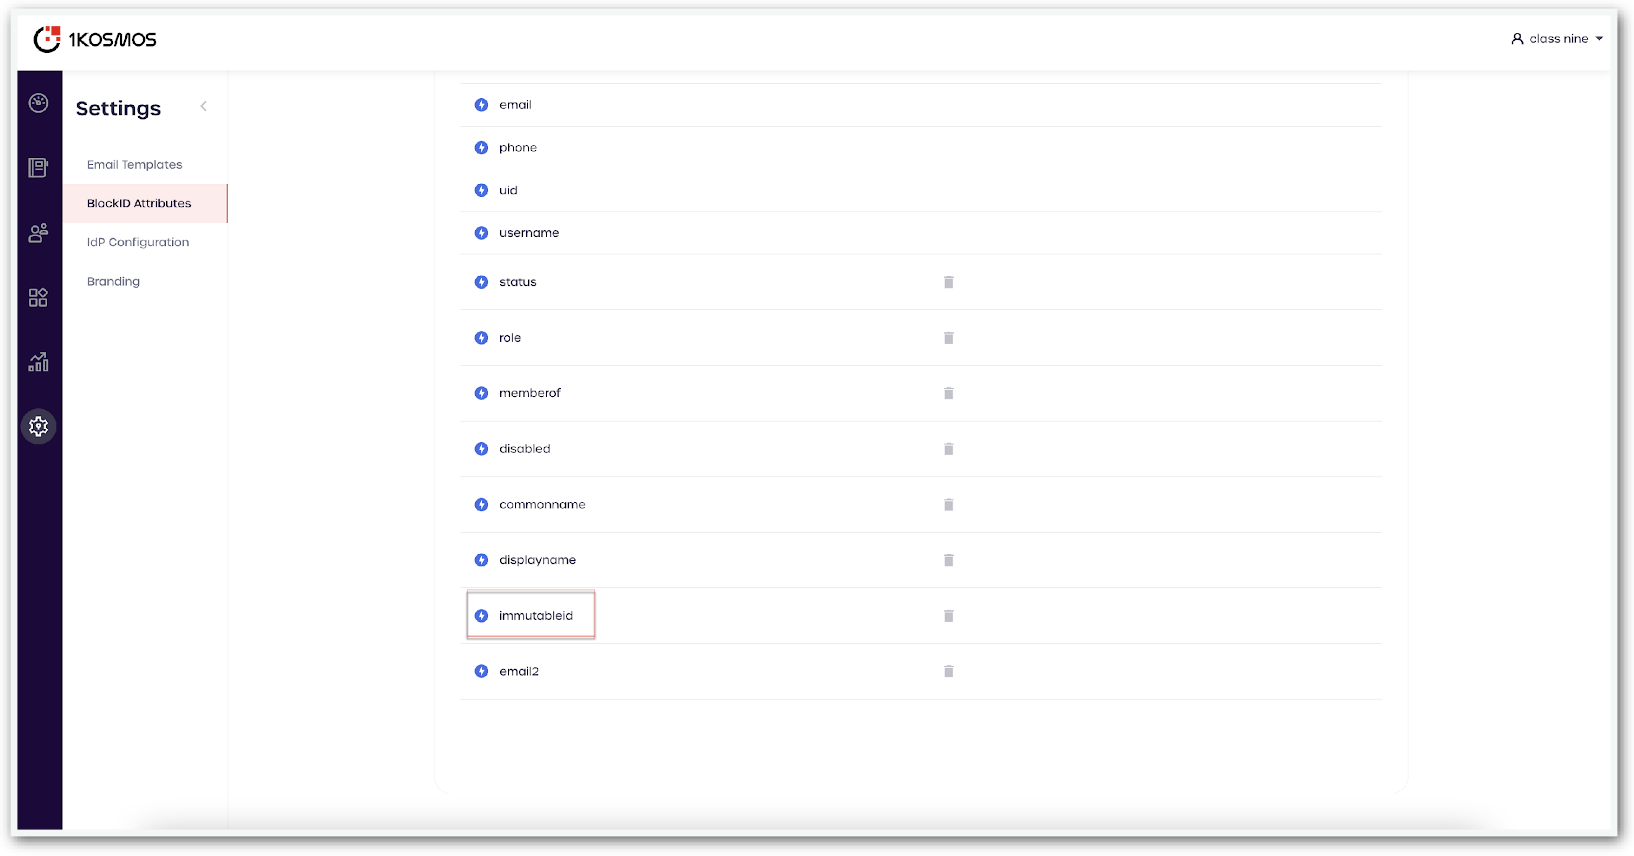 1KOSMOS
class nine
Settings
Email Templates
BlockID Attributes
IdP Configuration
Branding
email
phone
uid
username
status
role
memberof
disabled
commonname
displayname
immutableid
email2